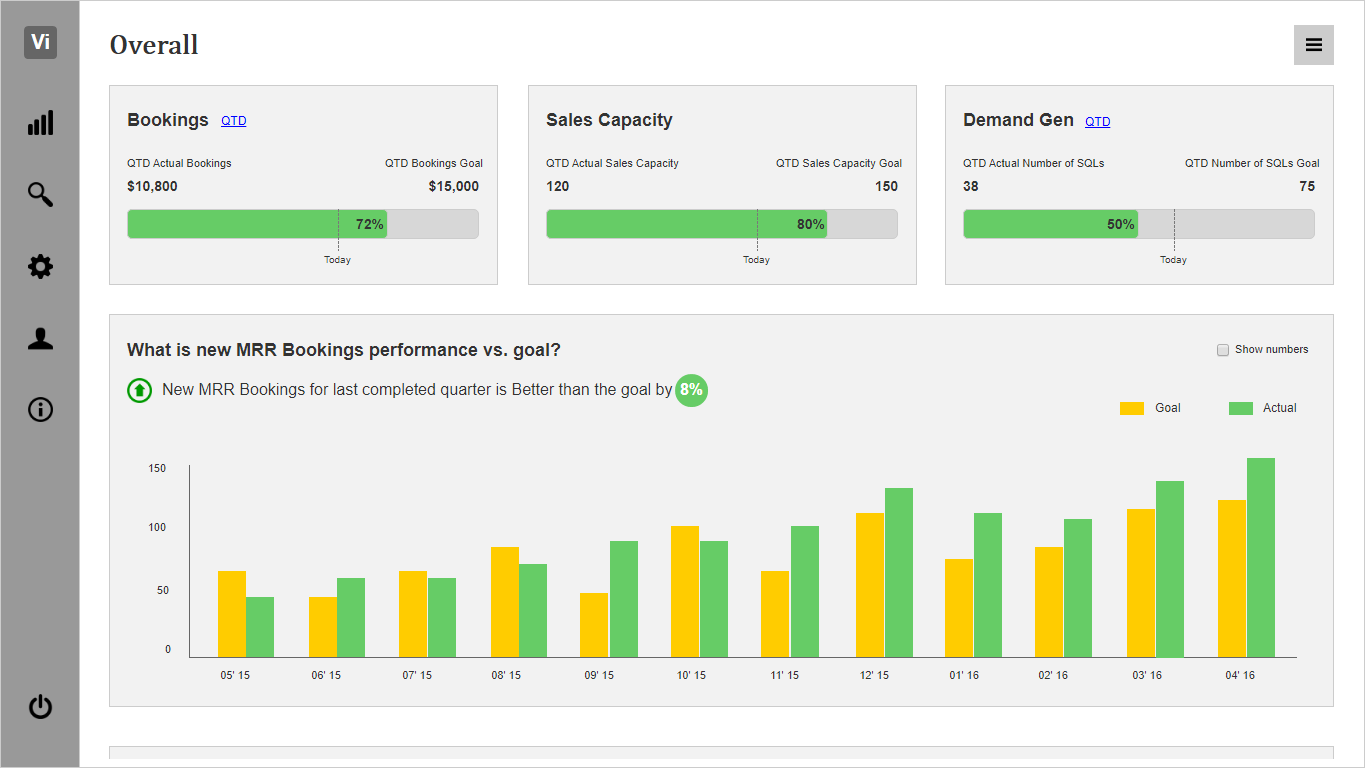 Vi
Overall
Bookings QTD
QTD Actual Bookings QTD Bookings Goal
$10,800 $15,000
72%
Today
Sales Capacity
QTD Actual Sales Capacity QTD Sales Capacity Goal
120 150
80%
Today
Demand Gen QTD
QTD Actual Number of SQLs QTD Number of SQLs Goal
38 75
50%
Today
What is new MRR Bookings performance vs. goal?
Show numbers
New MRR Bookings for last completed quarter is Better than the goal by 8%
Goal Actual
150
100
50
0
05' 15 06' 15 07' 15 08' 15 09' 15 10' 15 11' 15 12' 15 01' 16 02' 16 03' 16 04' 16